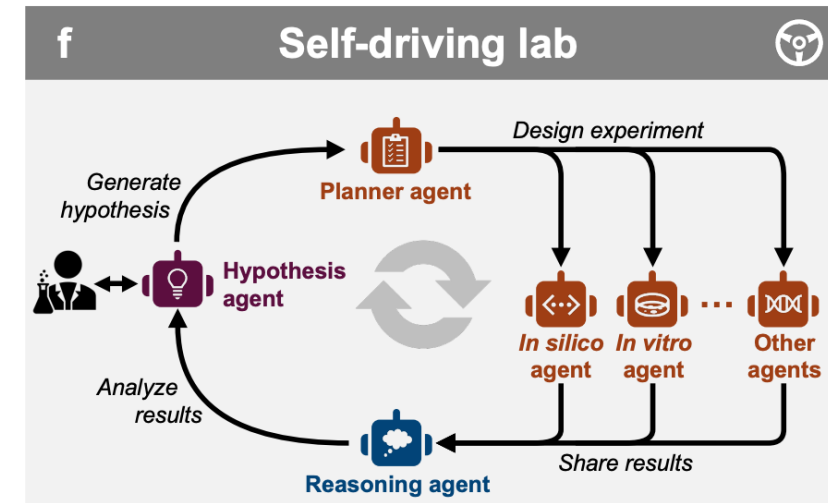 f
Self-driving lab
Design experiment
Generate
hypothesis
Planner agent
Hypothesis
agent
In silico
agent
In vitro
agent
Other
agents
Analyze
results
Share results
Reasoning agent